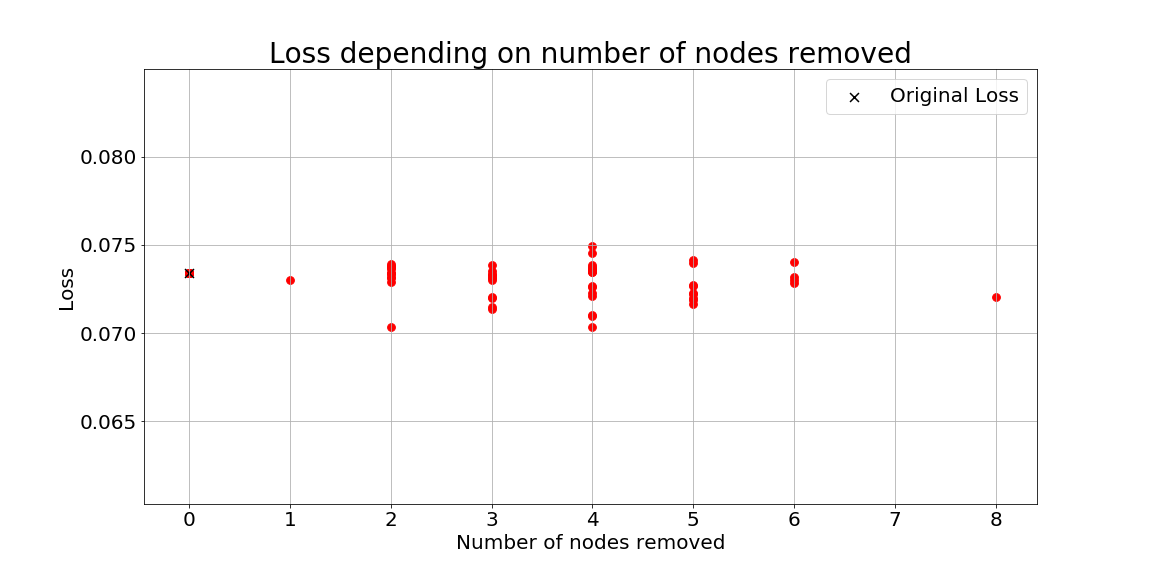 Loss depending on number of nodes removed
Original Loss
0.080
0.075
0.070
0.065
Loss
0 1 2 3 4 5 6 7 8
Number of nodes removed